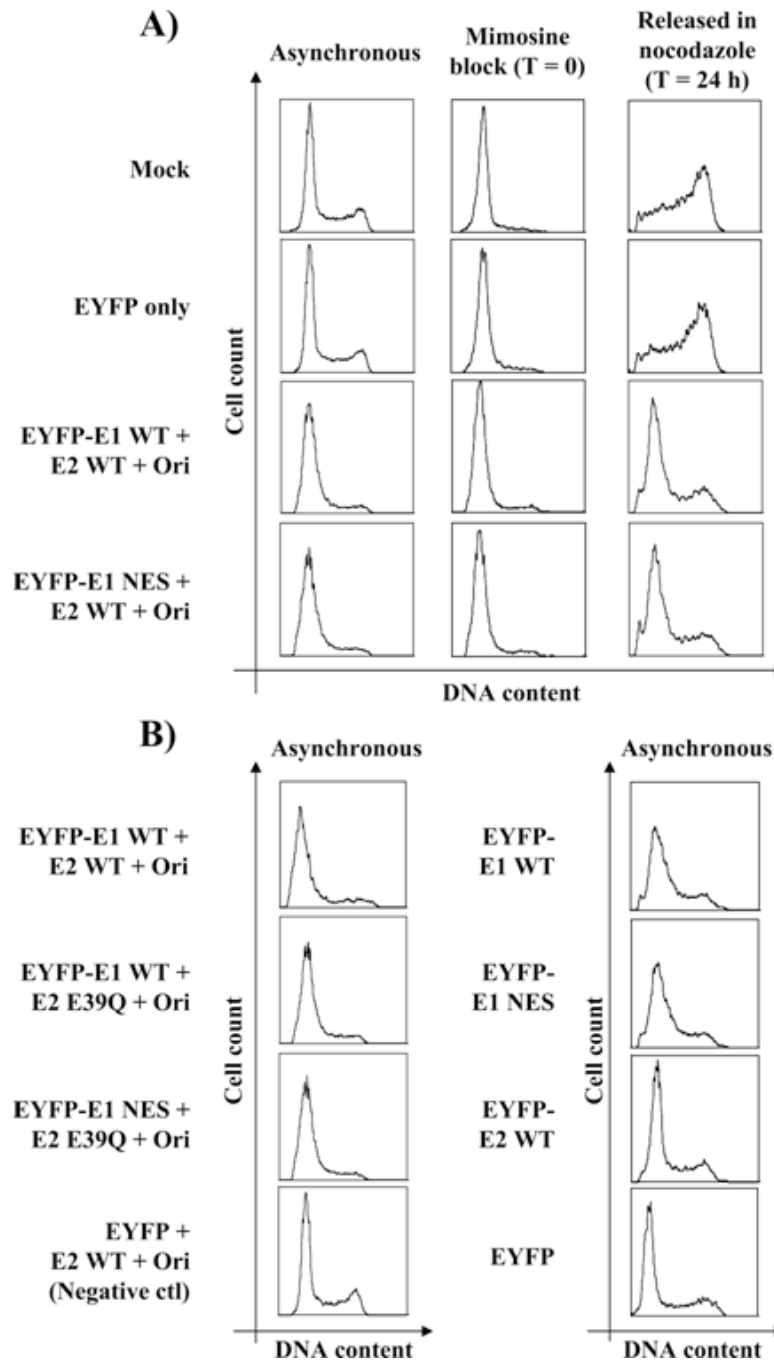 A)
Asynchronous
Mimosine
block (T = 0)
Released in
nocodazole
(T = 24 h)
Mock
EYFP only
EYFP-E1 WT +
E2 WT + Ori
EYFP-E1 NES +
E2 WT + Ori
Cell count
DNA content
B)
Asynchronous
EYFP-E1 WT +
E2 WT + Ori
EYFP-E1 WT +
E2 E39Q + Ori
EYFP-E1 NES +
E2 E39Q + Ori
EYFP +
E2 WT + Ori
(Negative ctl)
Cell count
DNA content
Asynchronous
EYFP-
E1 WT
EYFP-
E1 NES
EYFP-
E2 WT
EYFP
Cell count
DNA content